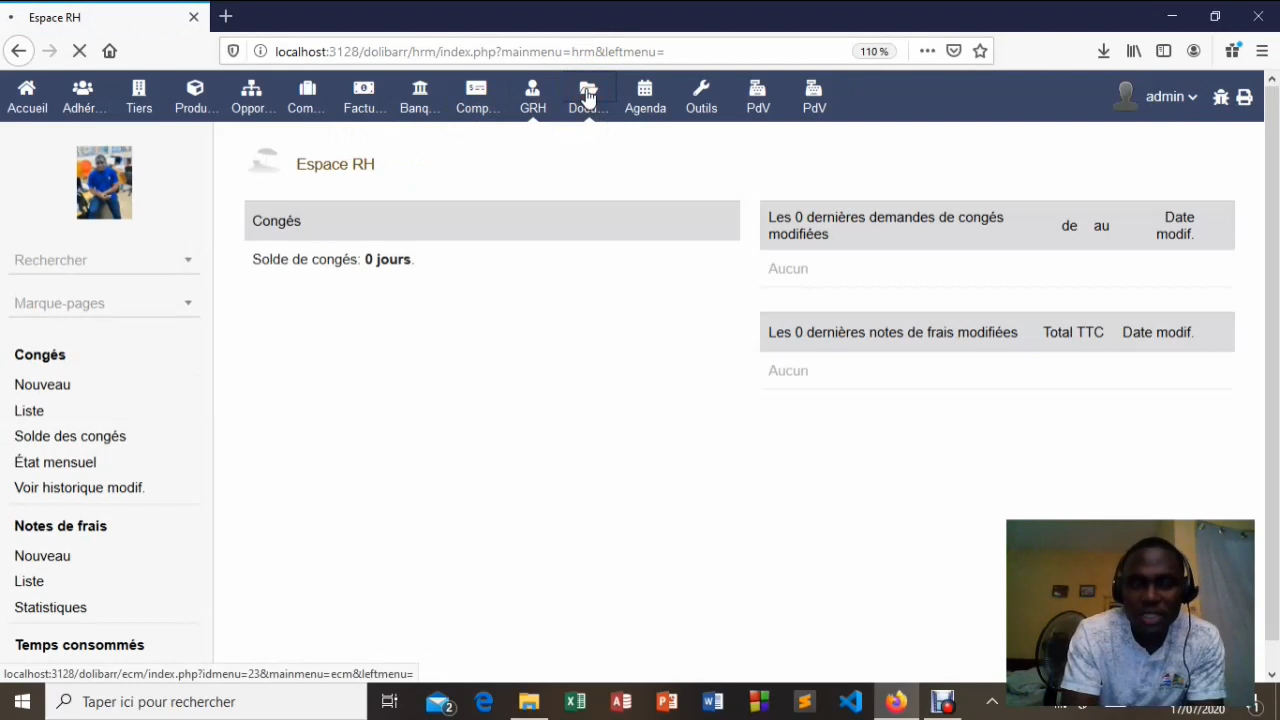 Espace RH
localhost:3128/dolibarr/hrm/index.php?mainmenu=hrm&leftmenu=
110 %
Accueil
Adhér...
Tiers
Produ...
Oppor...
Com...
Factu...
Banq...
Comp...
GRH
Docu...
Agenda
Outils
PdV
PdV
admin
Espace RH
Rechercher
Marque-pages
Congés
Nouveau
Liste
Solde des congés
État mensuel
Voir historique modif.
Notes de frais
Nouveau
Liste
Statistiques
Temps consommés
Congés
Solde de congés: 0 jours.
Les 0 dernières demandes de congés modifiées de au Date modif.
Aucun
Les 0 dernières notes de frais modifiées Total TTC Date modif.
Aucun
localhost:3128/dolibarr/ecm/index.php?idmenu=23&mainmenu=ecm&leftmenu=
Taper ici pour rechercher
2
17/07/2020
1